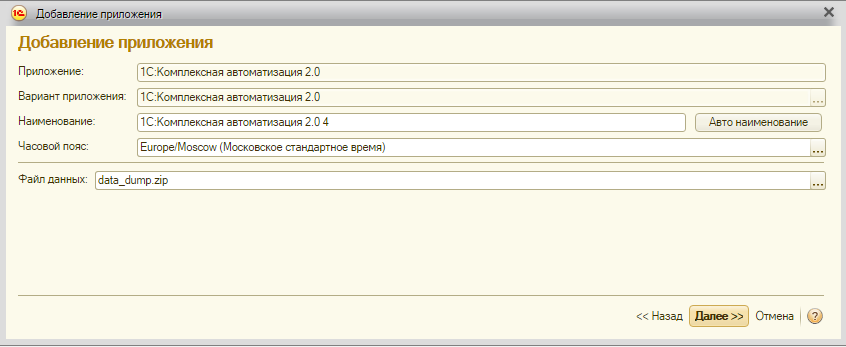 1С Добавление приложения
Добавление приложения
Приложение: 1С:Комплексная автоматизация 2.0
Вариант приложения: 1С:Комплексная автоматизация 2.0 ...
Наименование: 1С:Комплексная автоматизация 2.0 4 Авто наименование
Часовой пояс: Europe/Moscow (Московское стандартное время) ...
Файл данных: data_dump.zip ...
<< Назад Далее >> Отмена ?